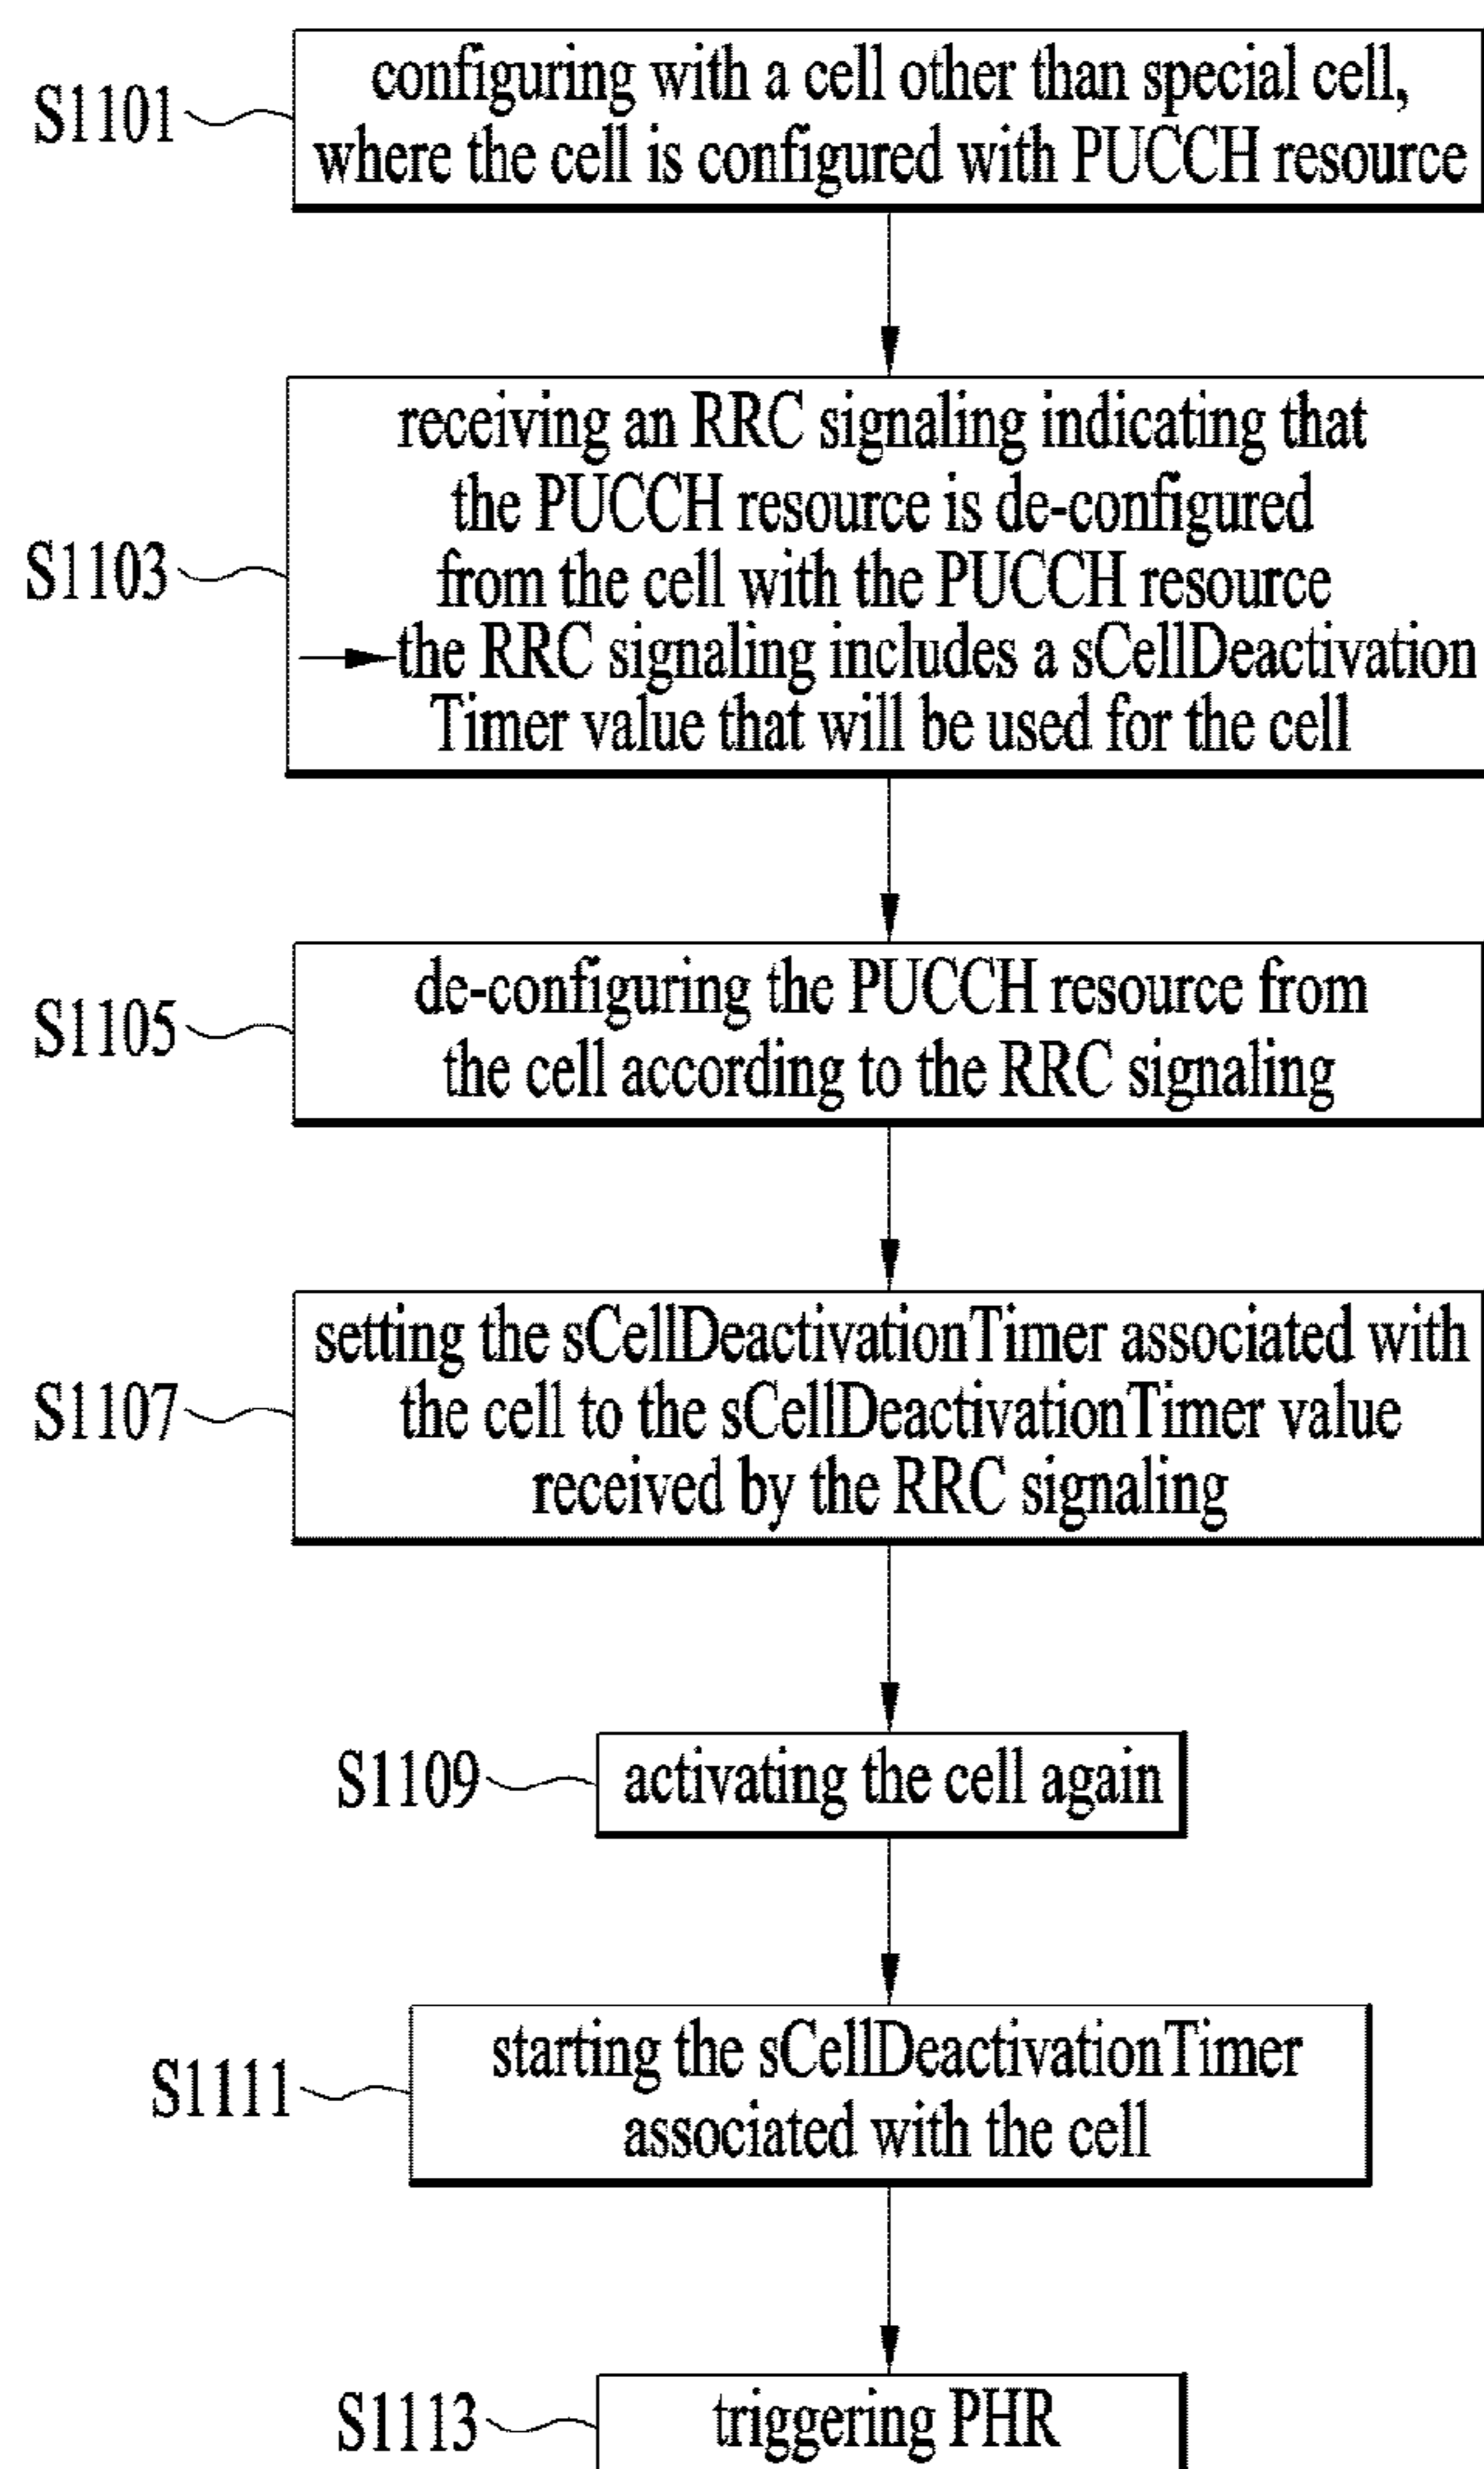 S1101
configuring with a cell other than special cell,
where the cell is configured with PUCCH resource
S1103
receiving an RRC signaling indicating that
the PUCCH resource is de-configured
from the cell with the PUCCH resource
the RRC signaling includes a sCellDeactivation
Timer value that will be used for the cell
S1105
de-configuring the PUCCH resource from
the cell according to the RRC signaling
S1107
setting the sCellDeactivationTimer associated with
the cell to the sCellDeactivationTimer value
received by the RRC signaling
S1109
activating the cell again
S1111
starting the sCellDeactivationTimer
associated with the cell
S1113
triggering PHR